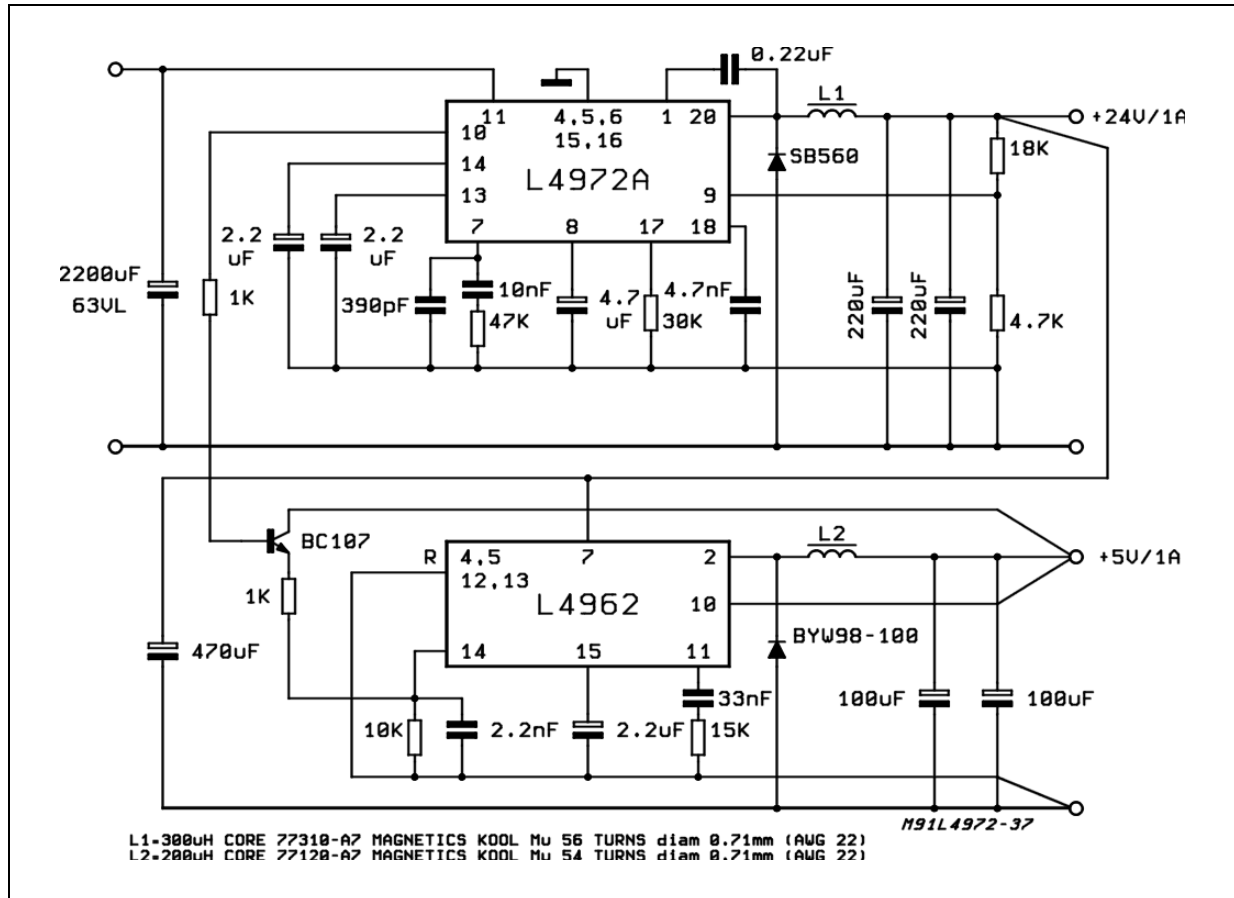 0.22uF
L1
11
4,5,6
1
20
+24V/1A
10
15,16
18K
14
L4972A
SB560
13
9
7
8
17
18
2.2
uF
2.2
uF
2200uF
63VL
1K
390pF
10nF
47K
4.7
uF
30K
4.7nF
220uF
220uF
4.7K
BC107
R
4,5
7
2
L2
+5V/1A
12,13
1K
L4962
10
BYW98-100
470uF
14
15
11
33nF
100uF
100uF
10K
2.2nF
2.2uF
15K
M91L4972-37
L1=300uH CORE 77310-A7 MAGNETICS KOOL Mu 56 TURNS diam 0.71mm (AWG 22)
L2=200uH CORE 77120-A7 MAGNETICS KOOL Mu 54 TURNS diam 0.71mm (AWG 22)